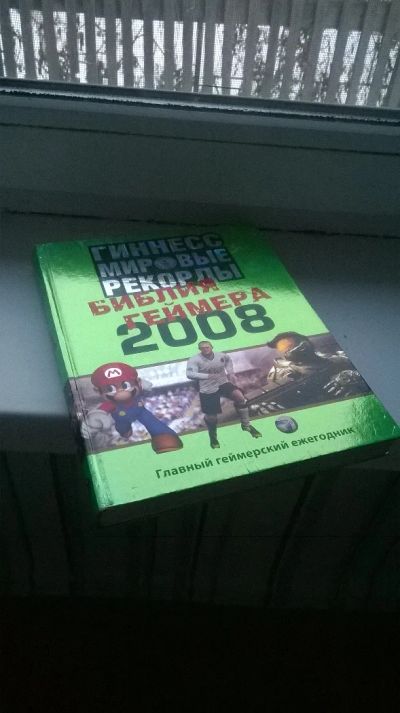 ГИННЕСС
МИРОВЫЕ
РЕКОРДЫ
БИБЛИЯ
ГЕЙМЕРА
2008
M
Главный геймерский ежегодник